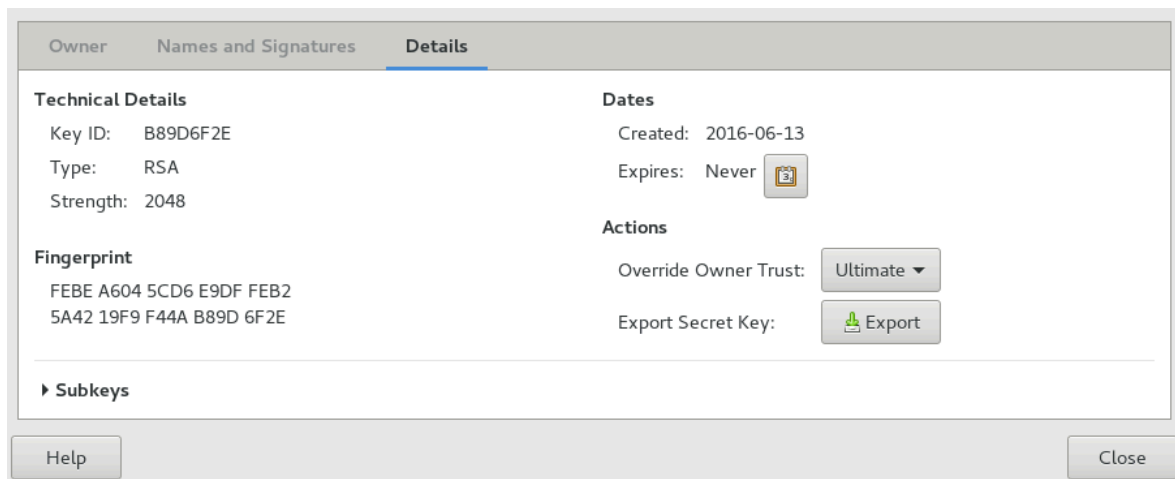 Owner Names and Signatures Details
Technical Details
Key ID: B89D6F2E
Type: RSA
Strength: 2048
Fingerprint
FEBE A604 5CD6 E9DF FEB2
5A42 19F9 F44A B89D 6F2E
Dates
Created: 2016-06-13
Expires: Never
Actions
Override Owner Trust: Ultimate
Export Secret Key: Export
Subkeys
Help
Close